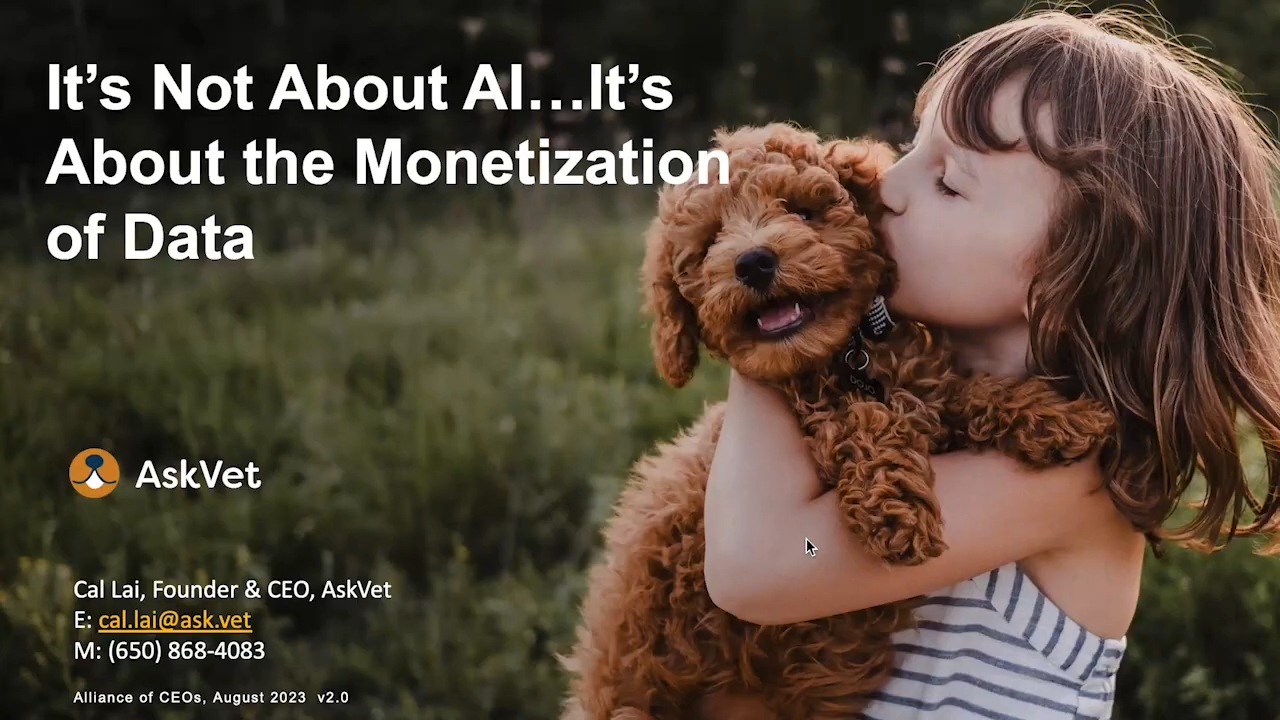 It’s Not About AI…It’s
About the Monetization
of Data
AskVet
Cal Lai, Founder & CEO, AskVet
E: cal.lai@ask.vet
M: (650) 868-4083
Alliance of CEOs, August 2023 v2.0